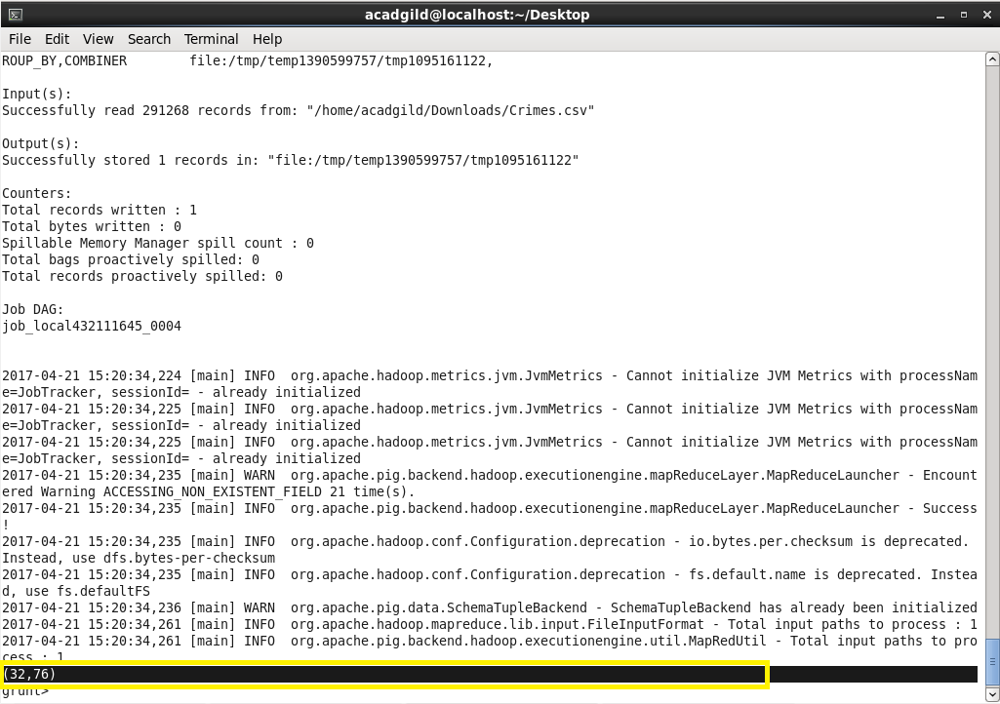 acadgild@localhost:~/Desktop
File Edit View Search Terminal Help
ROUP_BY,COMBINER        file:/tmp/temp1390599757/tmp1095161122,
Input(s):
Successfully read 291268 records from: "/home/acadgild/Downloads/Crimes.csv"
Output(s):
Successfully stored 1 records in: "file:/tmp/temp1390599757/tmp1095161122"
Counters:
Total records written : 1
Total bytes written : 0
Spillable Memory Manager spill count : 0
Total bags proactively spilled: 0
Total records proactively spilled: 0
Job DAG:
job_local432111645_0004
2017-04-21 15:20:34,224 [main] INFO  org.apache.hadoop.metrics.jvm.JvmMetrics - Cannot initialize JVM Metrics with processNam
e=JobTracker, sessionId= - already initialized
2017-04-21 15:20:34,225 [main] INFO  org.apache.hadoop.metrics.jvm.JvmMetrics - Cannot initialize JVM Metrics with processNam
e=JobTracker, sessionId= - already initialized
2017-04-21 15:20:34,225 [main] INFO  org.apache.hadoop.metrics.jvm.JvmMetrics - Cannot initialize JVM Metrics with processNam
e=JobTracker, sessionId= - already initialized
2017-04-21 15:20:34,235 [main] WARN  org.apache.pig.backend.hadoop.executionengine.mapReduceLayer.MapReduceLauncher - Encount
ered Warning ACCESSING_NON_EXISTENT_FIELD 21 time(s).
2017-04-21 15:20:34,235 [main] INFO  org.apache.pig.backend.hadoop.executionengine.mapReduceLayer.MapReduceLauncher - Success
!
2017-04-21 15:20:34,235 [main] INFO  org.apache.hadoop.conf.Configuration.deprecation - io.bytes.per.checksum is deprecated.
Instead, use dfs.bytes-per-checksum
2017-04-21 15:20:34,235 [main] INFO  org.apache.hadoop.conf.Configuration.deprecation - fs.default.name is deprecated. Instea
d, use fs.defaultFS
2017-04-21 15:20:34,236 [main] WARN  org.apache.pig.data.SchemaTupleBackend - SchemaTupleBackend has already been initialized
2017-04-21 15:20:34,261 [main] INFO  org.apache.hadoop.mapreduce.lib.input.FileInputFormat - Total input paths to process : 1
2017-04-21 15:20:34,261 [main] INFO  org.apache.pig.backend.hadoop.executionengine.util.MapRedUtil - Total input paths to pro
cess : 1
(32,76)
grunt>